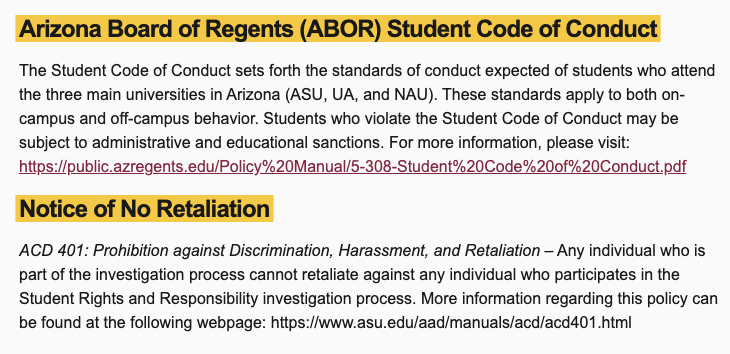 Arizona Board of Regents (ABOR) Student Code of Conduct
The Student Code of Conduct sets forth the standards of conduct expected of students who attend
the three main universities in Arizona (ASU, UA, and NAU). These standards apply to both on-
campus and off-campus behavior. Students who violate the Student Code of Conduct may be
subject to administrative and educational sanctions. For more information, please visit:
https://public.azregents.edu/Policy%20Manual/5-308-Student%20Code%20of%20Conduct.pdf
Notice of No Retaliation
ACD 401: Prohibition against Discrimination, Harassment, and Retaliation – Any individual who is
part of the investigation process cannot retaliate against any individual who participates in the
Student Rights and Responsibility investigation process. More information regarding this policy can
be found at the following webpage: https://www.asu.edu/aad/manuals/acd/acd401.html